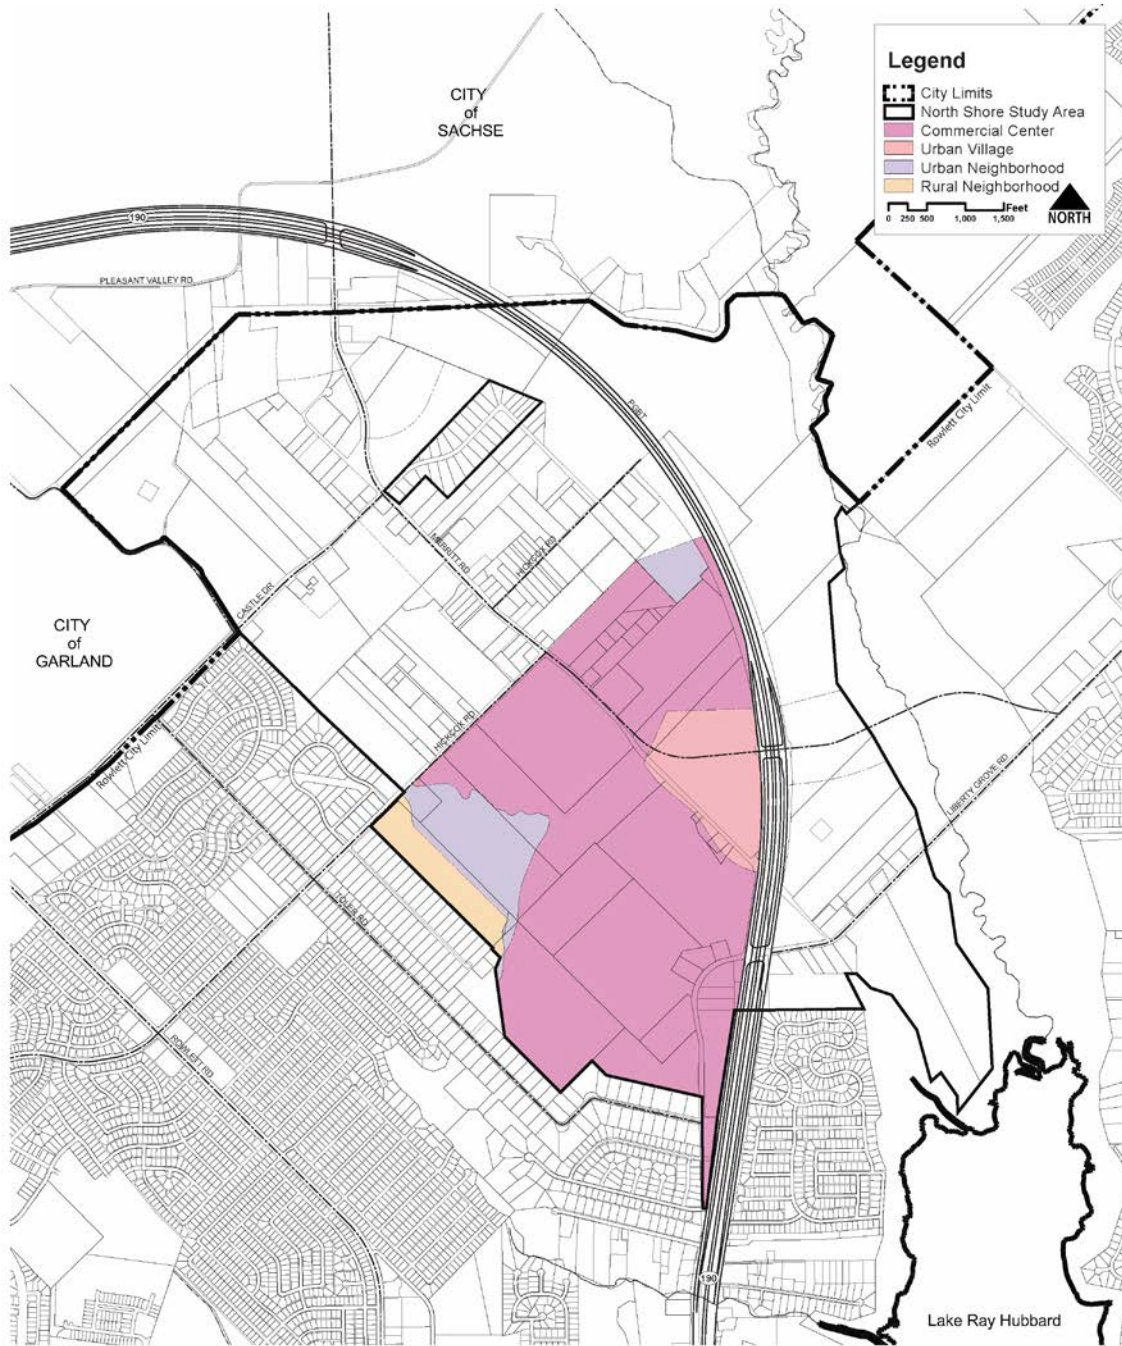 Legend
City Limits
North Shore Study Area
Commercial Center
Urban Village
Urban Neighborhood
Rural Neighborhood
Feet
0 250 500 1,000 1,500
NORTH
CITY
of
SACHSE
190
PLEASANT VALLEY RD
PGBT
Rowlett City Limit
MERRITT RD
HICKCOX RD
CASTLE DR
CITY
of
GARLAND
HICKCOX RD
Rowlett City Limit
LIBERTY GROVE RD
TOLER RD
ROWLETT RD
190
Lake Ray Hubbard